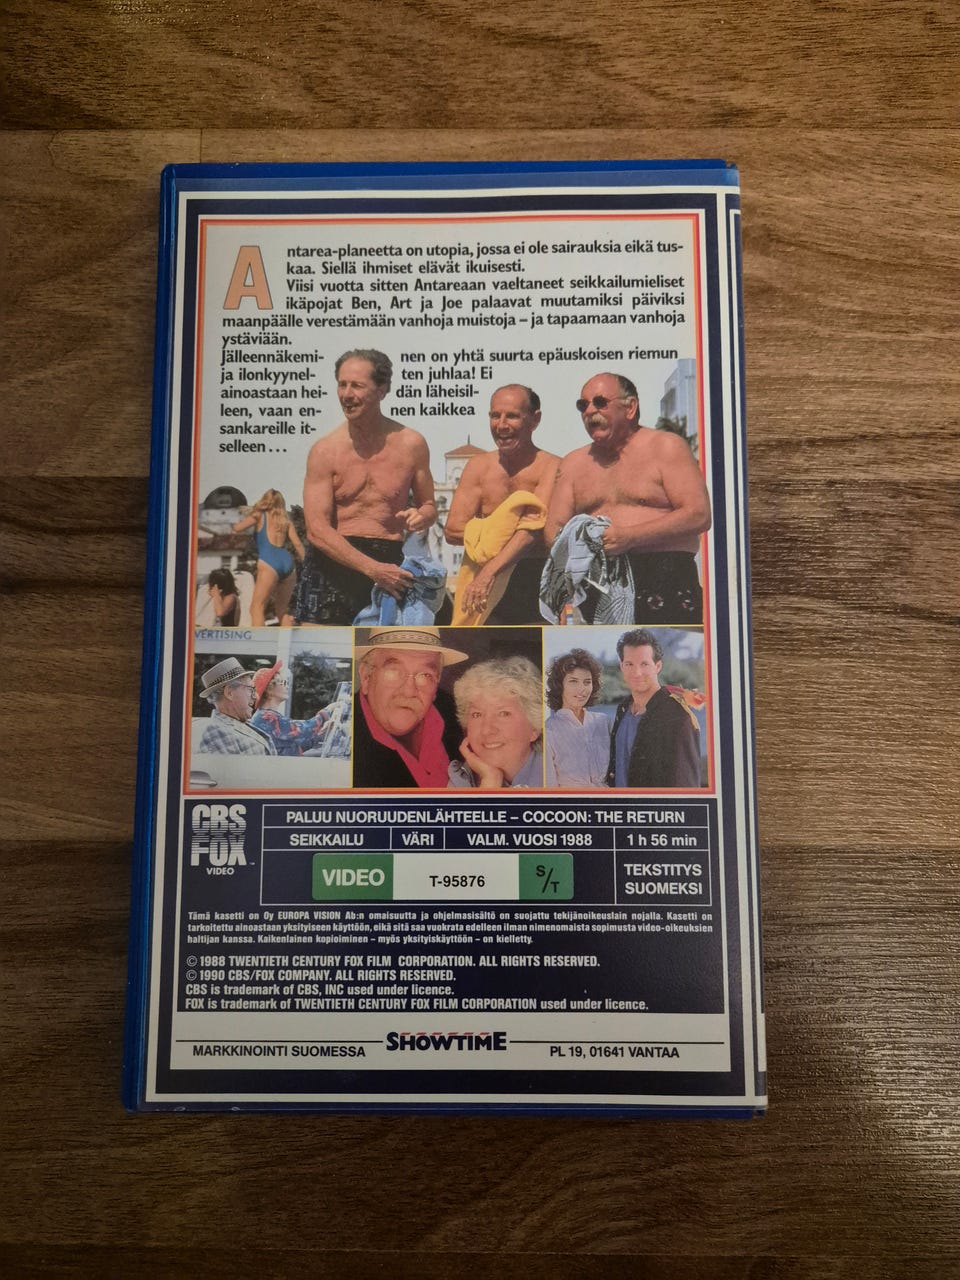 Antarea-planeetta on utopia, jossa ei ole sairauksia eikä tus-
kaa. Siellä ihmiset elävät ikuisesti.
Viisi vuotta sitten Antareaan vaeltaneet seikkailumieliset
ikäpojat Ben, Art ja Joe palaavat muutamiksi päiviksi
maanpäälle verestämään vanhoja muistoja – ja tapaamaan vanhoja
ystäviään.
Jälleennäkemi- nen on yhtä suurta epäuskoisen riemun
ja ilonkyynel- ten juhlaa! Ei
ainoastaan hei- dän läheisil-
leen, vaan en- nen kaikkea
sankareille it-
selleen...
VERTISING
CBS
FOX
VIDEO
PALUU NUORUUDENLÄHTEELLE – COCOON: THE RETURN
SEIKKAILU VÄRI VALM. VUOSI 1988 1 h 56 min
VIDEO T-95876 S/T
TEKSTITYS
SUOMEKSI
Tämä kasetti on Oy EUROPA VISION Ab:n omaisuutta ja ohjelmasisältö on suojattu tekijänoikeuslain nojalla. Kasetti on
tarkoitettu ainoastaan yksityiseen käyttöön, eikä sitä saa vuokrata edelleen ilman nimenomaista sopimusta video-oikeuksien
haltijan kanssa. Kaikenlainen kopioiminen – myös yksityiskäyttöön – on kielletty.
© 1988 TWENTIETH CENTURY FOX FILM CORPORATION. ALL RIGHTS RESERVED.
© 1990 CBS/FOX COMPANY. ALL RIGHTS RESERVED.
CBS is trademark of CBS, INC used under licence.
FOX is trademark of TWENTIETH CENTURY FOX FILM CORPORATION used under licence.
MARKKINOINTI SUOMESSA SHOWTIME PL 19, 01641 VANTAA